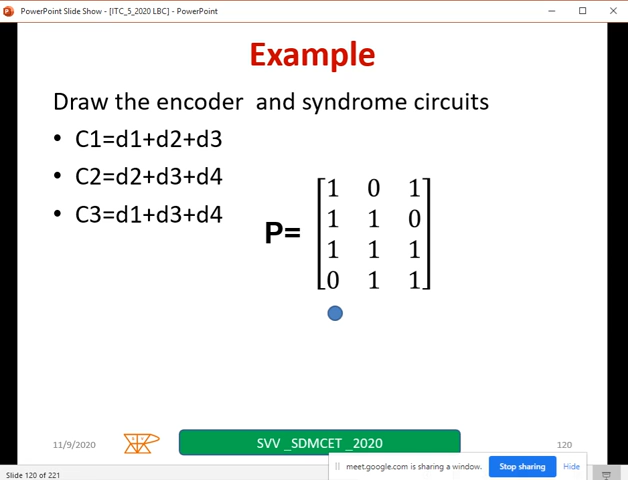 PowerPoint Slide Show - [ITC_5_2020 LBC] - PowerPoint
Example
Draw the encoder and syndrome circuits
• C1=d1+d2+d3
• C2=d2+d3+d4
• C3=d1+d3+d4
P=
1 0 1
1 1 0
1 1 1
0 1 1
11/9/2020
SVV _SDMCET _2020
120
meet.google.com is sharing a window.
Stop sharing
Hide
Slide 120 of 221